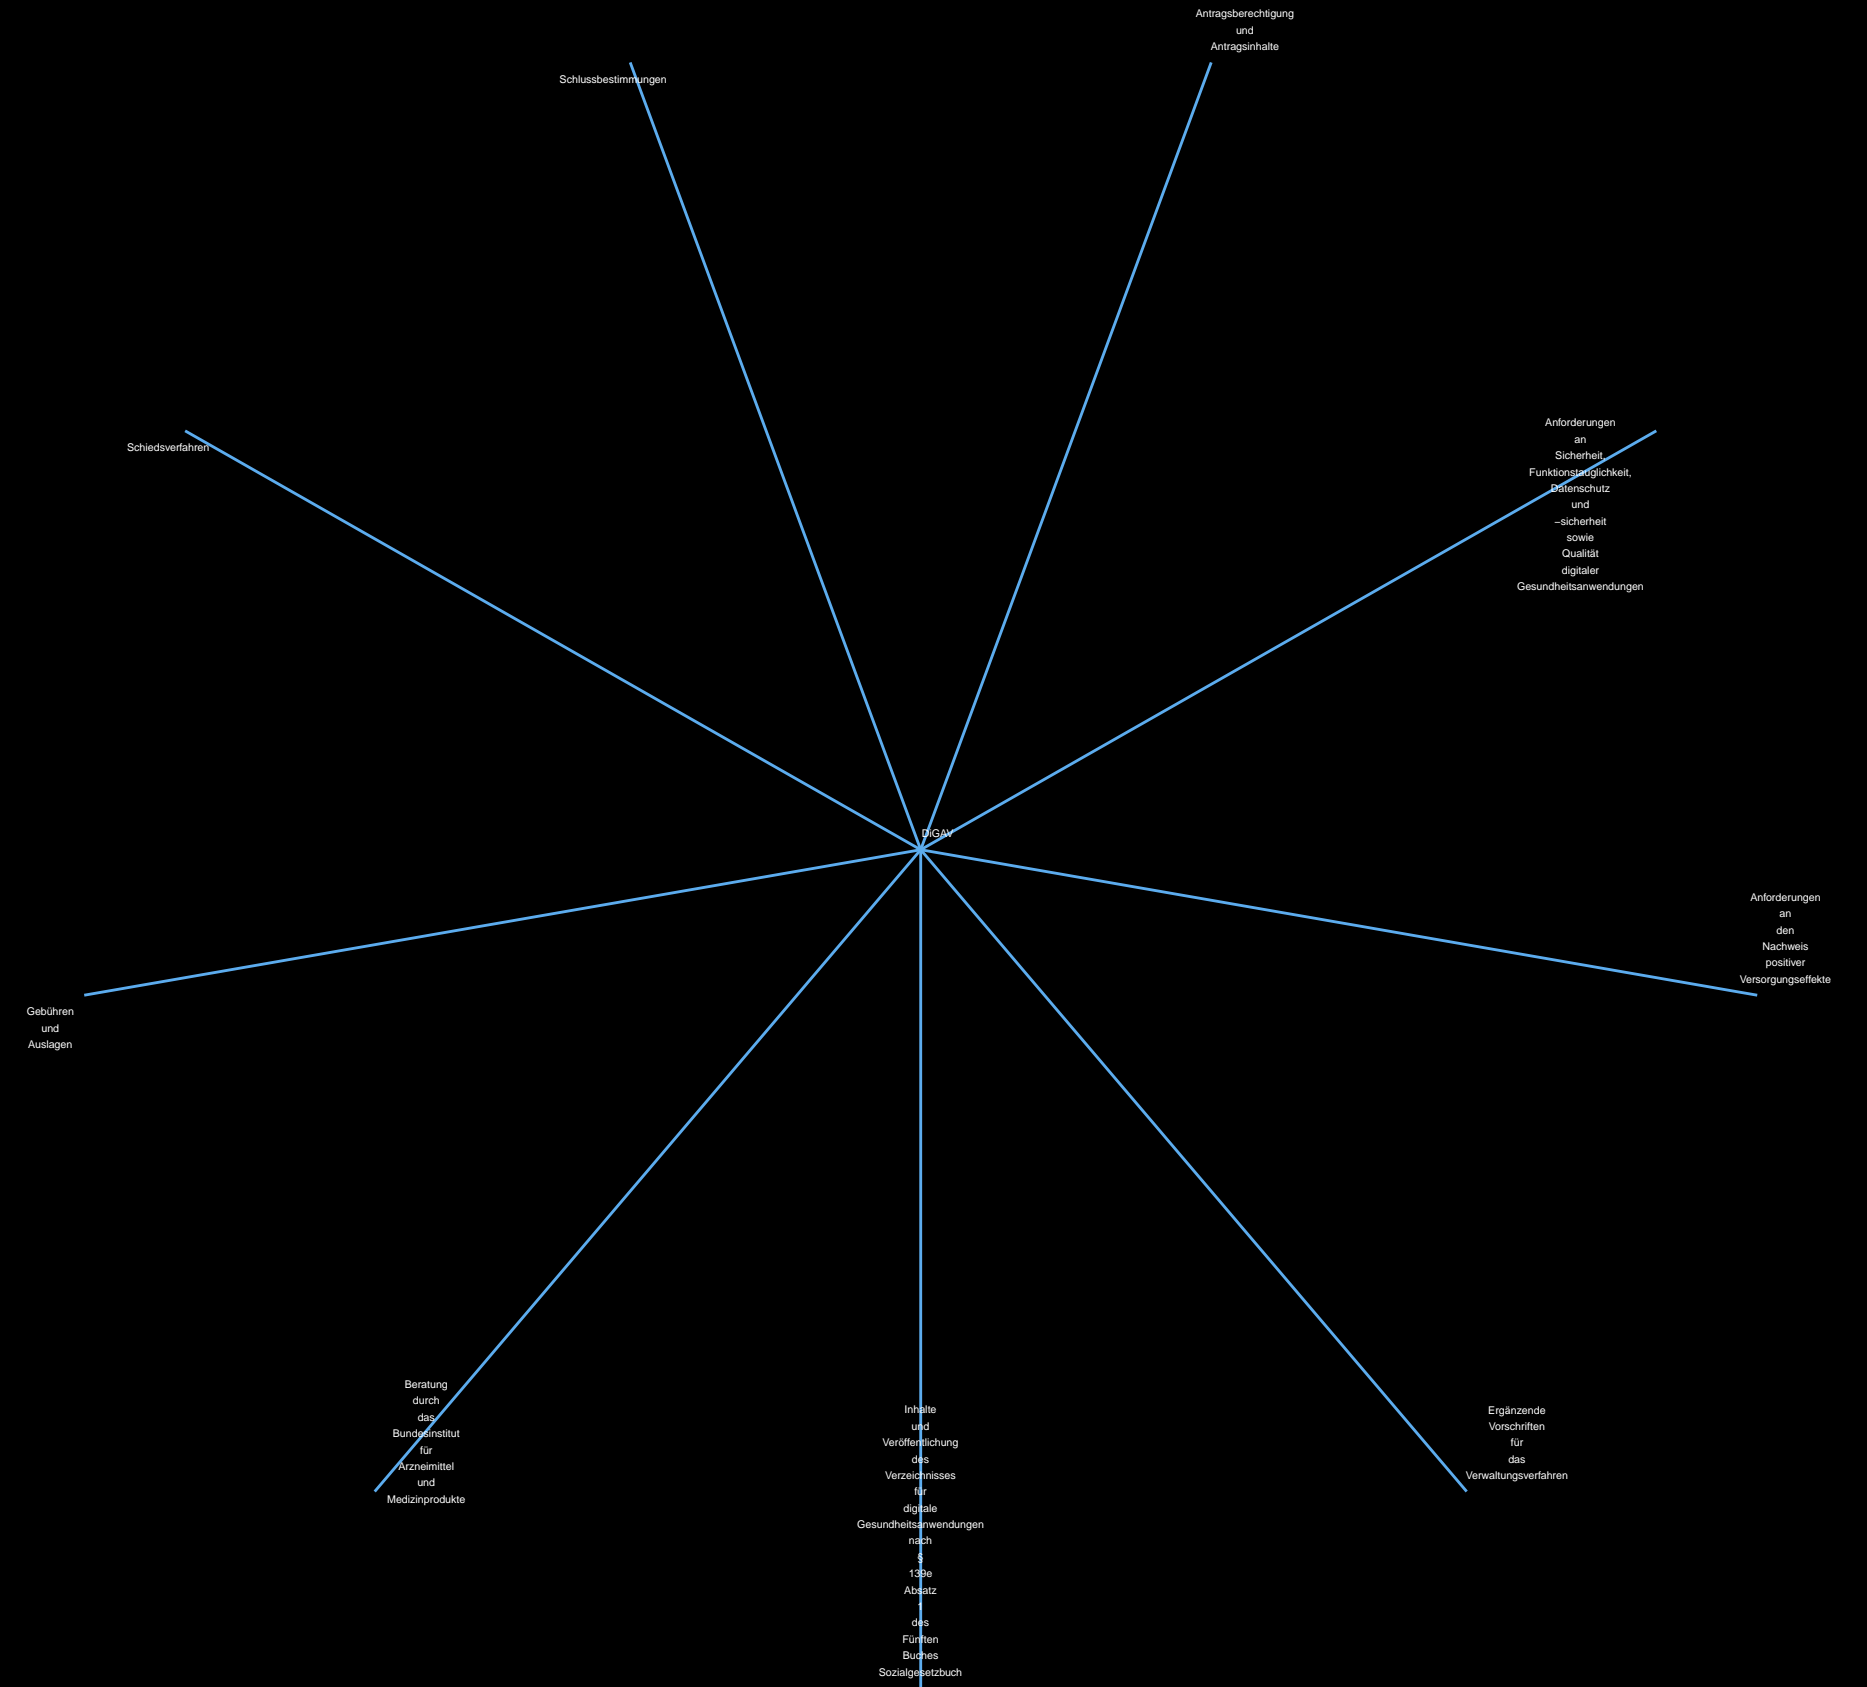 Antragsberechtigung
und
Antragsinhalte
Schlussbestimmungen
Anforderungen
an
Sicherheit,
Funktionstauglichkeit,
Datenschutz
und
−sicherheit
sowie
Qualität
digitaler
Gesundheitsanwendungen
Schiedsverfahren
DiGAV
Anforderungen
an
den
Nachweis
positiver
Versorgungseffekte
Gebühren
und
Auslagen
Beratung
durch
das
Bundesinstitut
für
Arzneimittel
und
Medizinprodukte
Inhalte
und
Veröffentlichung
des
Verzeichnisses
für
digitale
Gesundheitsanwendungen
nach
§
139e
Absatz
1
des
Fünften
Buches
Sozialgesetzbuch
Ergänzende
Vorschriften
für
das
Verwaltungsverfahren